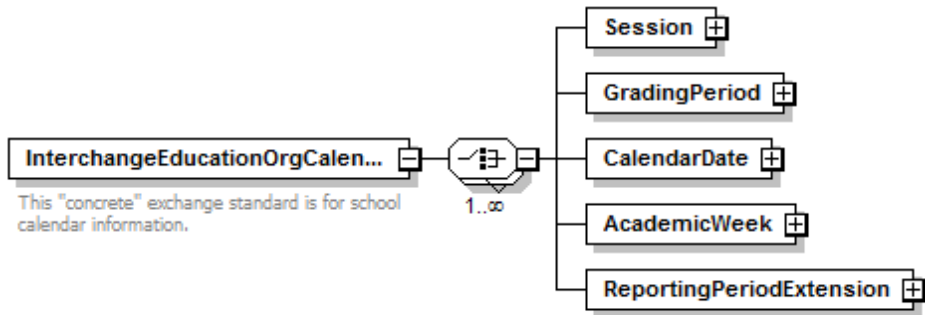 Session
GradingPeriod
InterchangeEducationOrgCalen...
CalendarDate
This "concrete" exchange standard is for school
calendar information.
1..∞
AcademicWeek
ReportingPeriodExtension